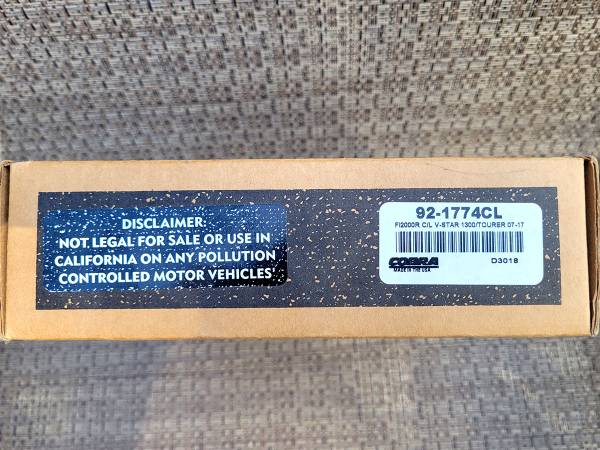 DISCLAIMER:
NOT LEGAL FOR SALE OR USE IN
CALIFORNIA ON ANY POLLUTION
CONTROLLED MOTOR VEHICLES
92-1774CL
FI2000R C/L V-STAR 1300/TOURER 07-17
COBRA
MADE IN THE USA
D3018